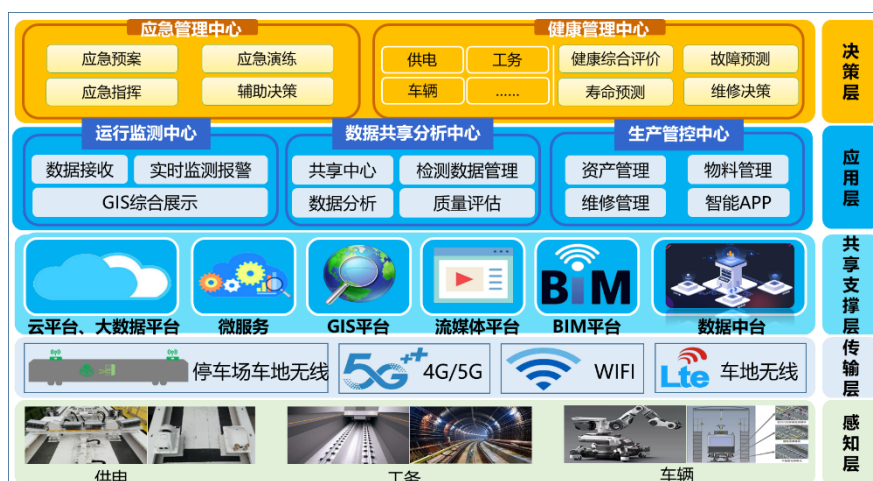 应急管理中心
健康管理中心
应急预案
应急演练
供电
工务
健康综合评价
故障预测
应急指挥
辅助决策
车辆
......
寿命预测
维修决策
决策层
运行监测中心
数据共享分析中心
生产管控中心
数据接收
实时监测报警
共享中心
检测数据管理
资产管理
物料管理
GIS综合展示
数据分析
质量评估
维修管理
智能APP
应用层
BiM
云平台、大数据平台
微服务
GIS平台
流媒体平台
BIM平台
数据中台
共享支撑层
停车场车地无线
5G++
4G/5G
WIFI
Lte
车地无线
传输层
供电
工务
车辆
感知层